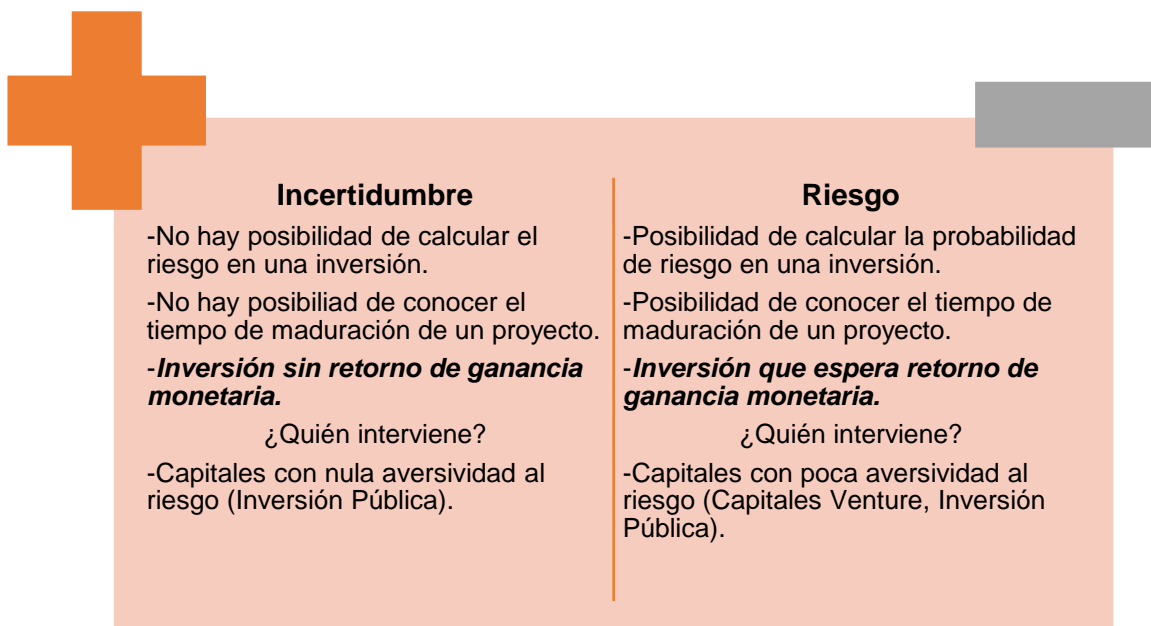 Incertidumbre
-No hay posibilidad de calcular el
riesgo en una inversión.
-No hay posibiliad de conocer el
tiempo de maduración de un proyecto.
-Inversión sin retorno de ganancia
monetaria.
¿Quién interviene?
-Capitales con nula aversividad al
riesgo (Inversión Pública).
Riesgo
-Posibilidad de calcular la probabilidad
de riesgo en una inversión.
-Posibilidad de conocer el tiempo de
maduración de un proyecto.
-Inversión que espera retorno de
ganancia monetaria.
¿Quién interviene?
-Capitales con poca aversividad al
riesgo (Capitales Venture, Inversión
Pública).